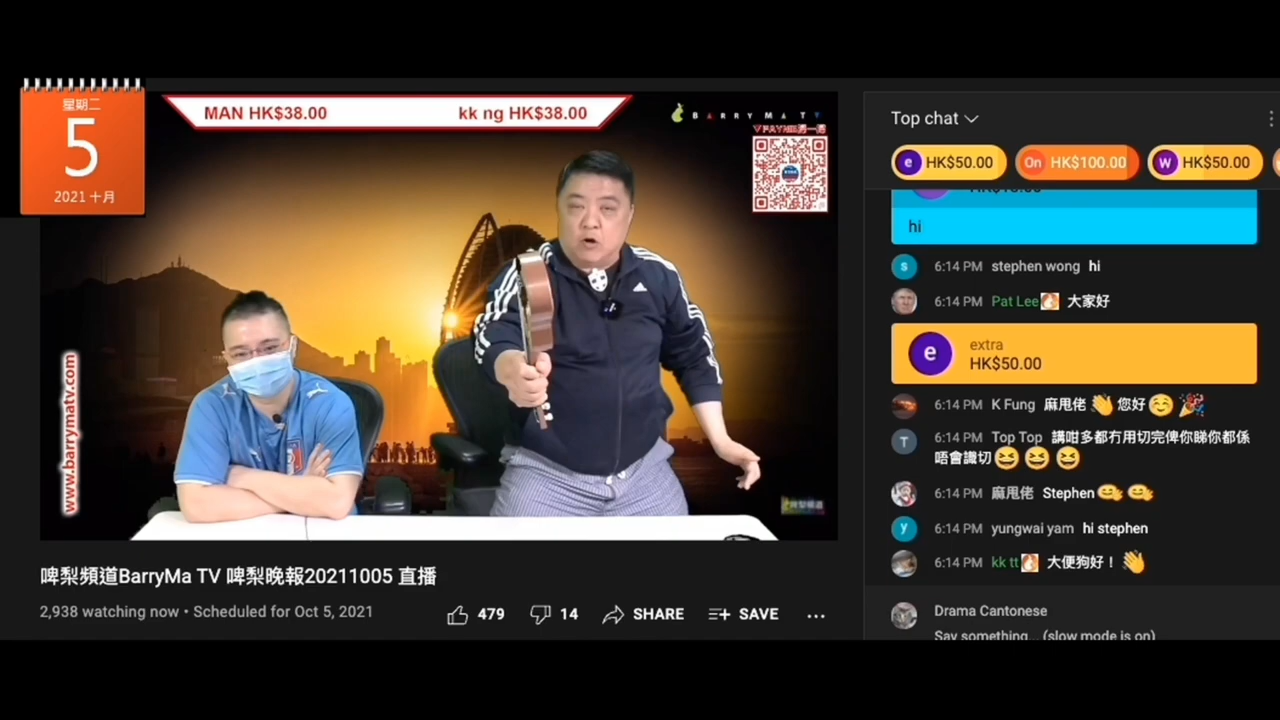 星期二
5
2021 十月
MAN HK$38.00
kk ng HK$38.00
BARRYMATV
www.barrymatv.com
啤梨頻道BarryMa TV 啤梨晚報20211005 直播
2,938 watching now • Scheduled for Oct 5, 2021
479
14
SHARE
SAVE
Top chat
e HK$50.00
On HK$100.00
W HK$50.00
hi
s 6:14 PM stephen wong hi
6:14 PM Pat Lee 大家好
e extra
HK$50.00
6:14 PM K Fung 麻甩佬👋您好☺️🎉
T 6:14 PM Top Top 講咁多都冇用切完俾你睇你都係
唔會識切😆😆😆
6:14 PM 麻甩佬 Stephen
y 6:14 PM yungwai yam hi stephen
6:14 PM kk tt 大便狗好！👋
Drama Cantonese
Say something... (slow mode is on)